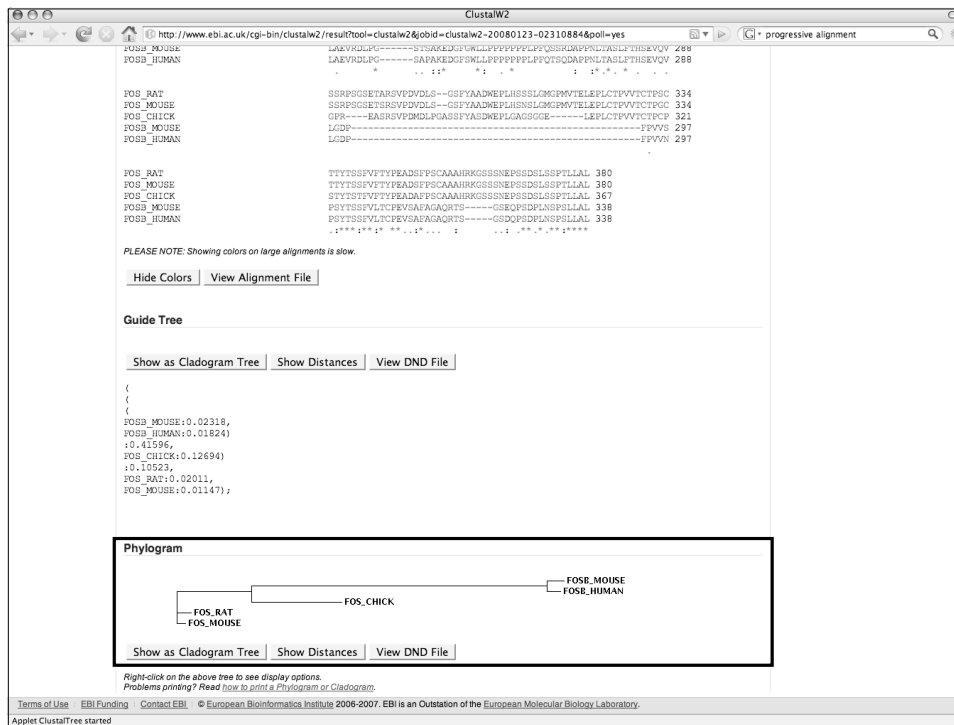 ClustalW2
http://www.ebi.ac.uk/cgi-bin/clustalw2/result?tool=clustalw2&jobid=clustalw2-20080123-02310884&poll=yes
progressive alignment
FOSB_MOUSE LAEVRDLPG------STSAKEDGFGWLLPPPPPPPLPFQSSRDAPPNLTASLFTHSEVQV 288
FOSB_HUMAN LAEVRDLPG------SAPAKEDGFSWLLPPPPPPPLPFQTSQDAPPNLTASLFTHSEVQV 288
. * .. ::* *: . * : :*.*. * . . .
FOS_RAT SSRPSGSETARSVPDVDLS--GSFYAADWEPLHSSSLGMGPMVTELEPLCTPVVTCTPSC 334
FOS_MOUSE SSRPSGSETSRSVPDVDLS--GSFYAADWEPLHSNSLGMGPMVTELEPLCTPVVTCTPGC 334
FOS_CHICK GPR----EASRSVPDMDLPGASSFYASDWEPLGAGSGGE------LEPLCTPVVTCTPCP 321
FOSB_MOUSE LGDP-----------------------------------------------------FPVVS 297
FOSB_HUMAN LGDP-----------------------------------------------------FPVVN 297
.
FOS_RAT TTYTSSFVFTYPEADSFPSCAAAHRKGSSSNEPSSDSLSSPTLLAL 380
FOS_MOUSE TTYTSSFVFTYPEADSFPSCAAAHRKGSSSNEPSSDSLSSPTLLAL 380
FOS_CHICK STYTSTFVFTYPEADAFPSCAAAHRKGSSSNEPSSDSLSSPTLLAL 367
FOSB_MOUSE PSYTSSFVLTCPEVSAFAGAQRTS-----GSEQPSDPLNSPSLLAL 338
FOSB_HUMAN PSYTSSFVLTCPEVSAFAGAQRTS-----GSDQPSDPLNSPSLLAL 338
.:***:**:* **..:*... : ..: .**.*.**:****
PLEASE NOTE: Showing colors on large alignments is slow.
Hide Colors View Alignment File
Guide Tree
Show as Cladogram Tree Show Distances View DND File
(
(
(
FOSB_MOUSE:0.02318,
FOSB_HUMAN:0.01824)
:0.41596,
FOS_CHICK:0.12694)
:0.10523,
FOS_RAT:0.02011,
FOS_MOUSE:0.01147);
Phylogram
FOSB_MOUSE
FOSB_HUMAN
FOS_CHICK
FOS_RAT
FOS_MOUSE
Show as Cladogram Tree Show Distances View DND File
Right-click on the above tree to see display options.
Problems printing? Read how to print a Phylogram or Cladogram.
Terms of Use | EBI Funding | Contact EBI | © European Bioinformatics Institute 2006-2007. EBI is an Outstation of the European Molecular Biology Laboratory.
Applet ClustalTree started